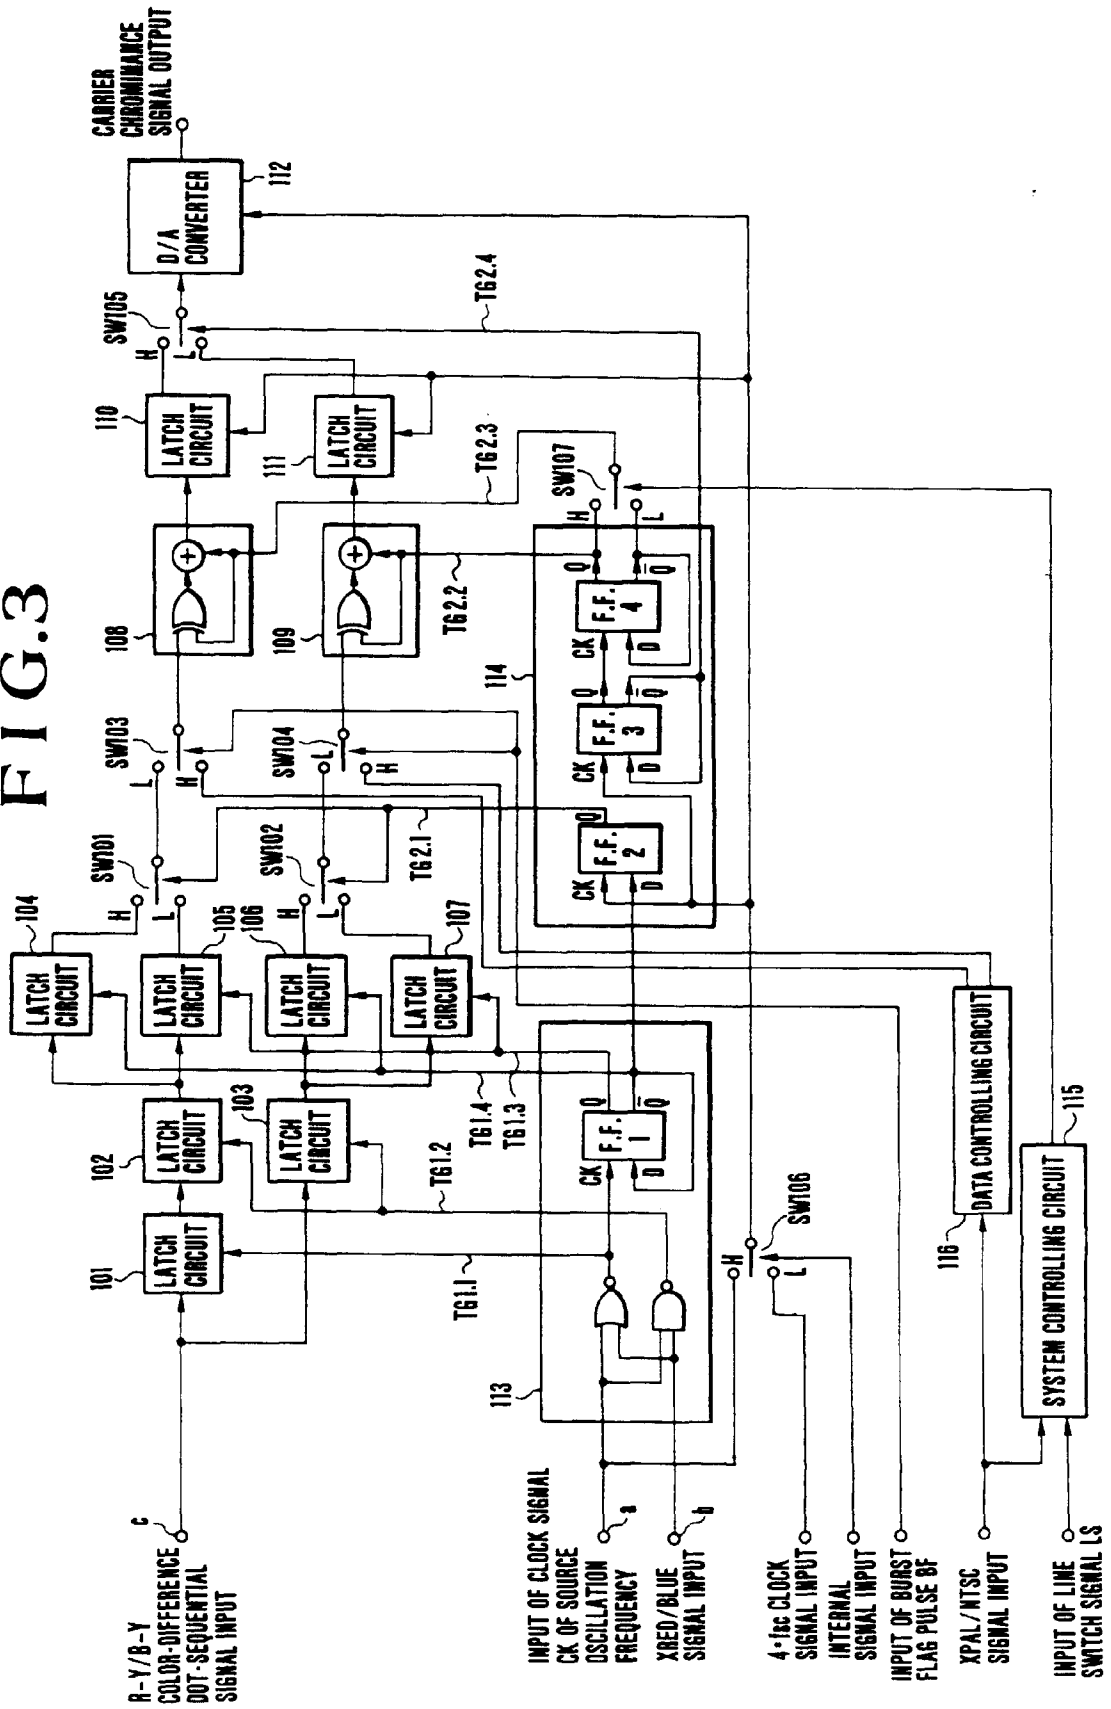 FIG.3
R-Y/B-Y
COLOR-DIFFERENCE
DOT-SEQUENTIAL
SIGNAL INPUT
c
101
LATCH
CIRCUIT
102
LATCH
CIRCUIT
103
LATCH
CIRCUIT
104
LATCH
CIRCUIT
LATCH
CIRCUIT
105
106
LATCH
CIRCUIT
107
LATCH
CIRCUIT
SW101
H
L
SW102
H
L
SW103
L
H
SW104
L
H
108
109
110
LATCH
CIRCUIT
111
LATCH
CIRCUIT
SW105
H
L
D/A
CONVERTER
112
CARRIER
CHROMINANCE
SIGNAL OUTPUT
TG1.1
TG1.2
TG1.4
TG1.3
TG2.1
TG2.2
TG2.3
TG2.4
INPUT OF CLOCK SIGNAL
CK OF SOURCE
OSCILLATION
FREQUENCY
a
XRED/BLUE
SIGNAL INPUT
b
113
CK
D
F.F.
1
Q
Q̅
114
CK
D
F.F.
2
Q
CK
D
F.F.
3
Q
Q̅
CK
D
F.F.
4
Q
Q̅
SW107
H
L
SW106
H
L
4·fsc CLOCK
SIGNAL INPUT
INTERNAL
SIGNAL INPUT
INPUT OF BURST
FLAG PULSE BF
XPAL/NTSC
SIGNAL INPUT
INPUT OF LINE
SWITCH SIGNAL LS
116
DATA CONTROLLING CIRCUIT
SYSTEM CONTROLLING CIRCUIT
115